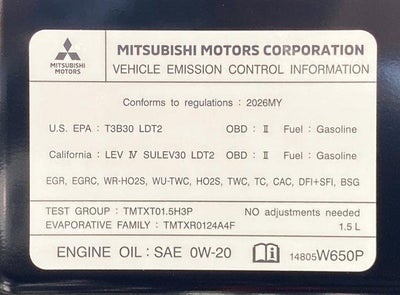 MITSUBISHI MOTORS
MITSUBISHI MOTORS CORPORATION
VEHICLE EMISSION CONTROL INFORMATION
Conforms to regulations : 2026MY
U.S. EPA : T3B30 LDT2 OBD : II Fuel : Gasoline
California : LEV IV SULEV30 LDT2 OBD : II Fuel : Gasoline
EGR, EGRC, WR-HO2S, WU-TWC, HO2S, TWC, TC, CAC, DFI+SFI, BSG
TEST GROUP : TMTXT01.5H3P NO adjustments needed
EVAPORATIVE FAMILY : TMTXR0124A4F 1.5 L
ENGINE OIL : SAE 0W-20 14805W650P